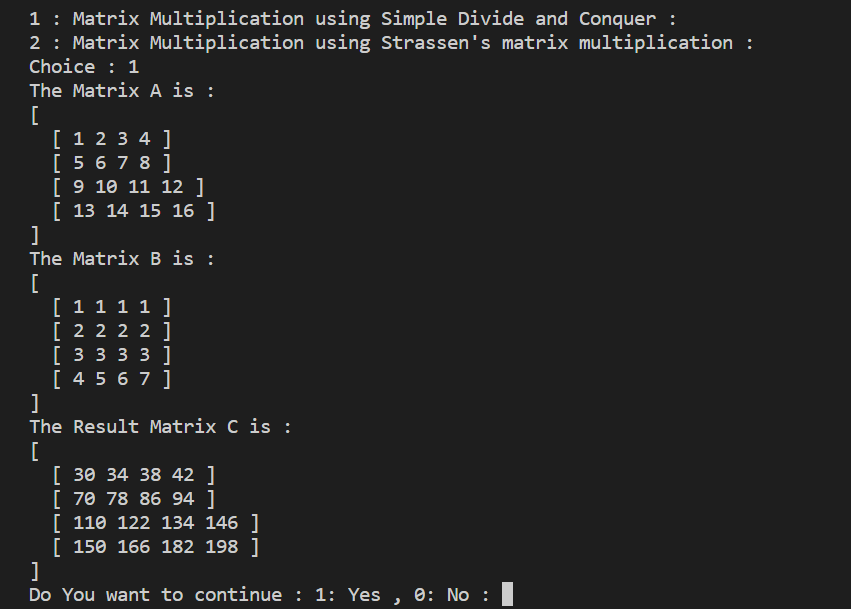 1 : Matrix Multiplication using Simple Divide and Conquer :
2 : Matrix Multiplication using Strassen's matrix multiplication :
Choice : 1
The Matrix A is :
[
  [ 1 2 3 4 ]
  [ 5 6 7 8 ]
  [ 9 10 11 12 ]
  [ 13 14 15 16 ]
]
The Matrix B is :
[
  [ 1 1 1 1 ]
  [ 2 2 2 2 ]
  [ 3 3 3 3 ]
  [ 4 5 6 7 ]
]
The Result Matrix C is :
[
  [ 30 34 38 42 ]
  [ 70 78 86 94 ]
  [ 110 122 134 146 ]
  [ 150 166 182 198 ]
]
Do You want to continue : 1: Yes , 0: No :